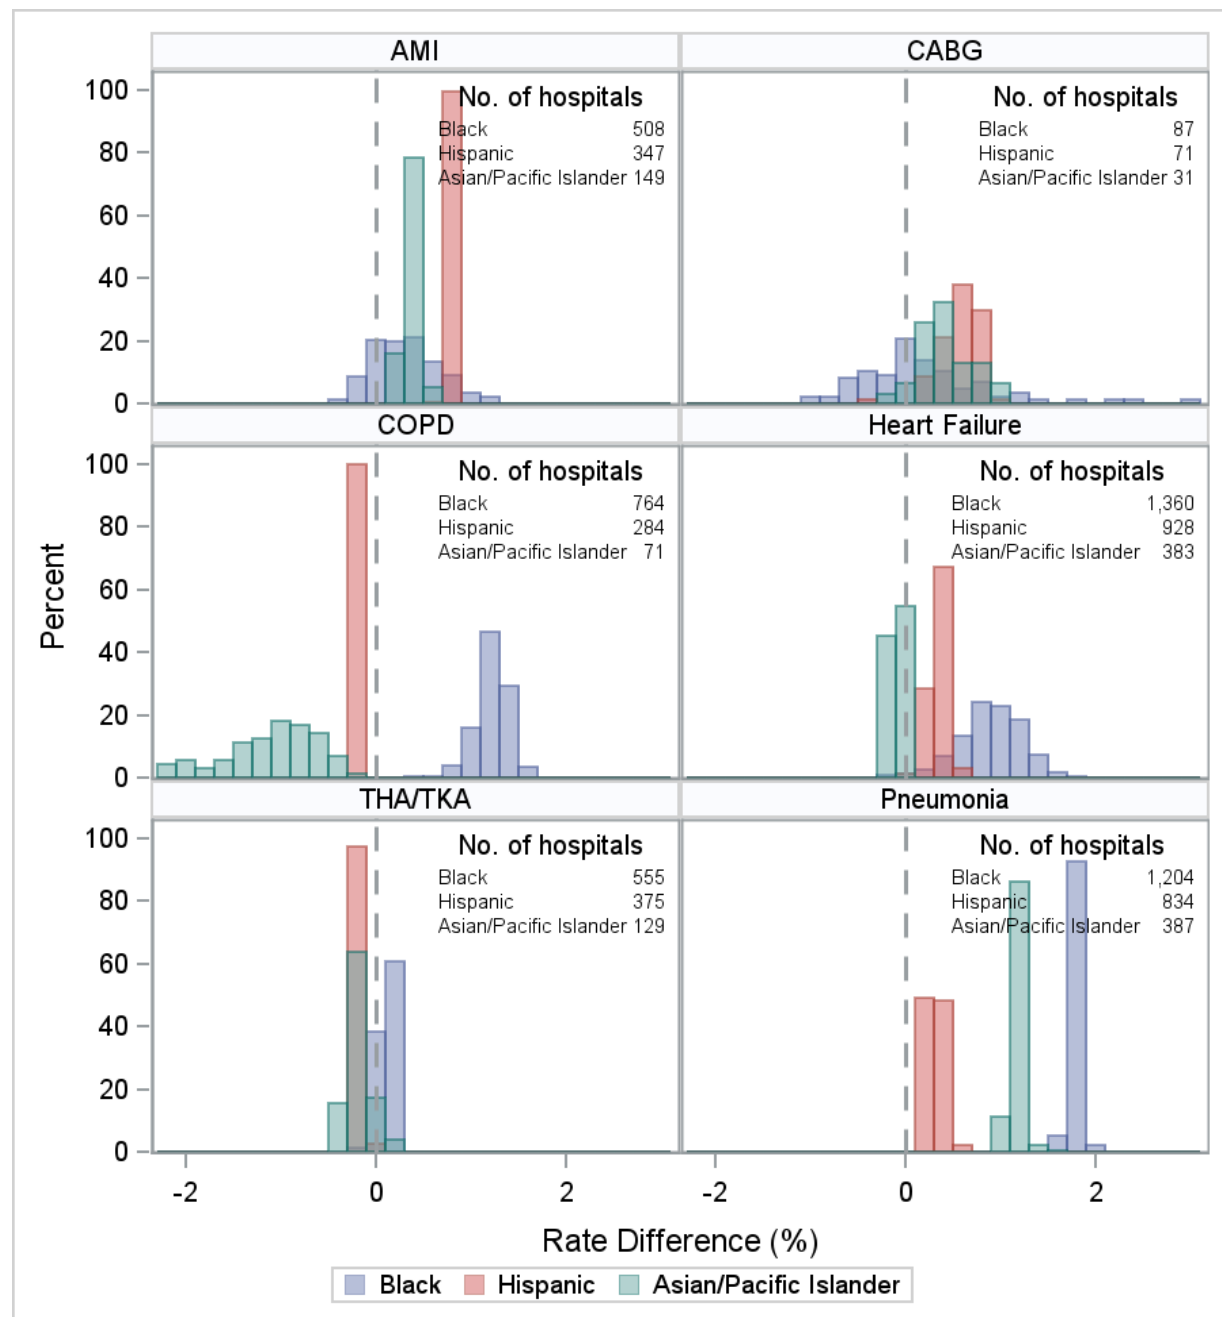 AMI
No. of hospitals
Black 508
Hispanic 347
Asian/Pacific Islander 149
100
80
60
40
20
0
CABG
No. of hospitals
Black 87
Hispanic 71
Asian/Pacific Islander 31
COPD
No. of hospitals
Black 764
Hispanic 284
Asian/Pacific Islander 71
100
80
60
40
20
0
Heart Failure
No. of hospitals
Black 1,360
Hispanic 928
Asian/Pacific Islander 383
Percent
THA/TKA
No. of hospitals
Black 555
Hispanic 375
Asian/Pacific Islander 129
100
80
60
40
20
0
Pneumonia
No. of hospitals
Black 1,204
Hispanic 834
Asian/Pacific Islander 387
-2 0 2 -2 0 2
Rate Difference (%)
Black Hispanic Asian/Pacific Islander